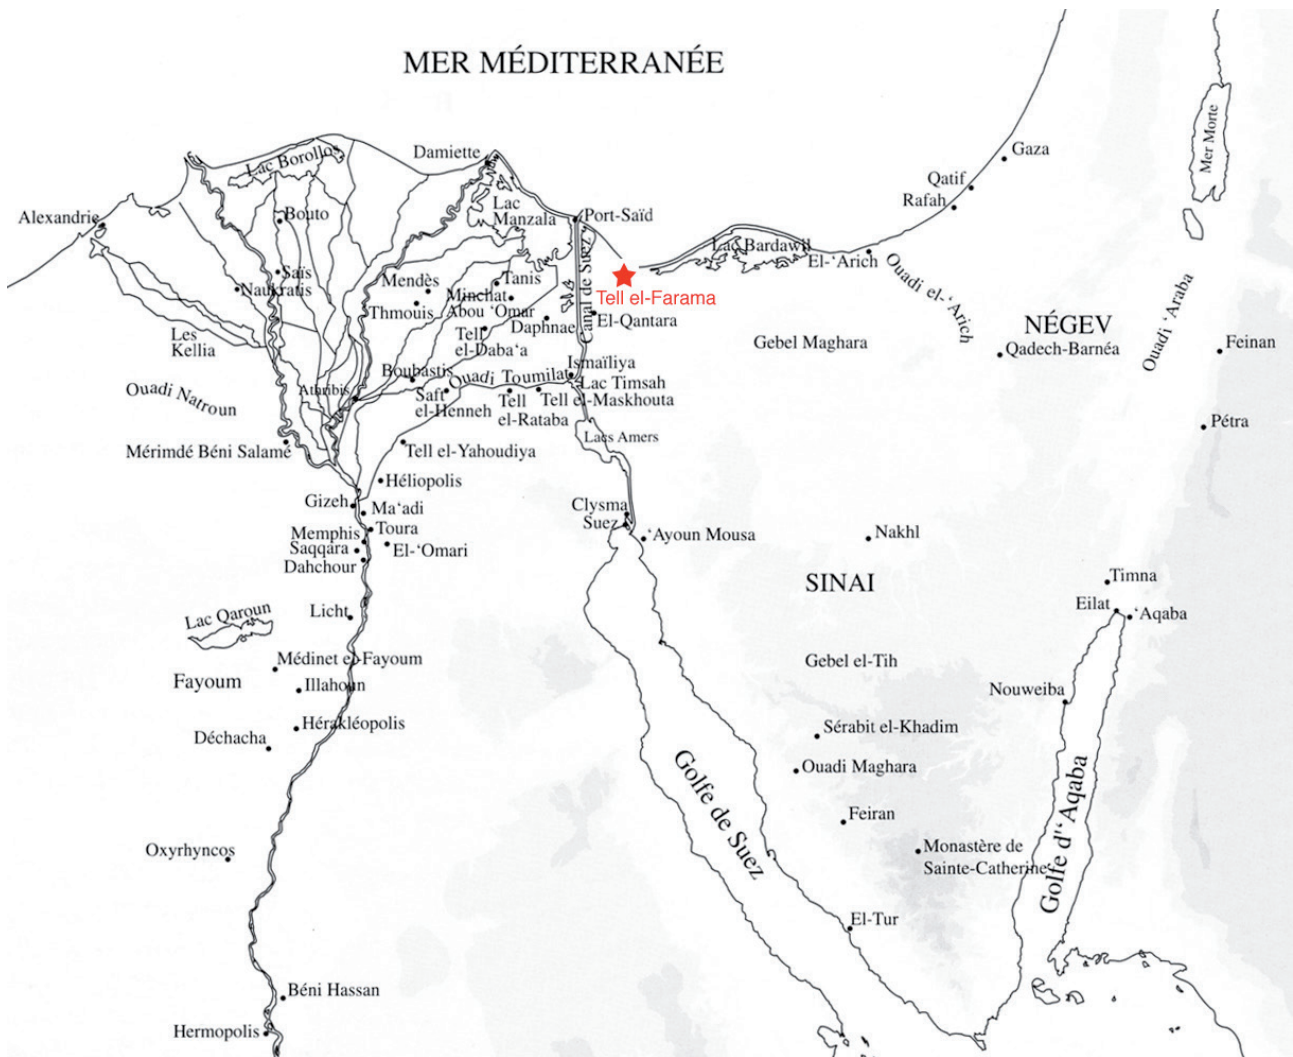 MER MÉDITERRANÉE
Mer Morte
Gaza
Damiette
Lac Borollos
Qatif
Rafah
Lac
Manzala
Alexandrie
Bouto
Port-Saïd
Lac Bardawil
El-‘Arich
Ouadi el-‘Arich
Saïs
Naukratis
Mendès
Tanis
Canal de Suez
Tell el-Farama
Minchat
Abou ‘Omar
Thmouis
Daphnae
El-Qantara
Ouadi ‘Araba
NÉGEV
Les
Kellia
Tell
el-Daba‘a
Gebel Maghara
Qadech-Barnéa
Feinan
Ismaïliya
Boubastis
Ouadi Toumilat
Lac Timsah
Ouadi Natroun
Athribis
Saft
el-Henneh
Tell
el-Rataba
Tell el-Maskhouta
Pétra
Lacs Amers
Mérimdé Béni Salamé
Tell el-Yahoudiya
Héliopolis
Gizeh
Ma‘adi
Clysma
Suez
Toura
Memphis
‘Ayoun Mousa
Nakhl
Saqqara
El-‘Omari
Dahchour
SINAI
Timna
Eilat
‘Aqaba
Licht
Lac Qaroun
Médinet el-Fayoum
Gebel el-Tih
Fayoum
Illahoun
Nouweiba
Hérakléopolis
Déchacha
Sérabit el-Khadim
Ouadi Maghara
Golfe de Suez
Golfe d'‘Aqaba
Feiran
Oxyrhyncos
Monastère de
Sainte-Catherine
El-Tur
Béni Hassan
Hermopolis